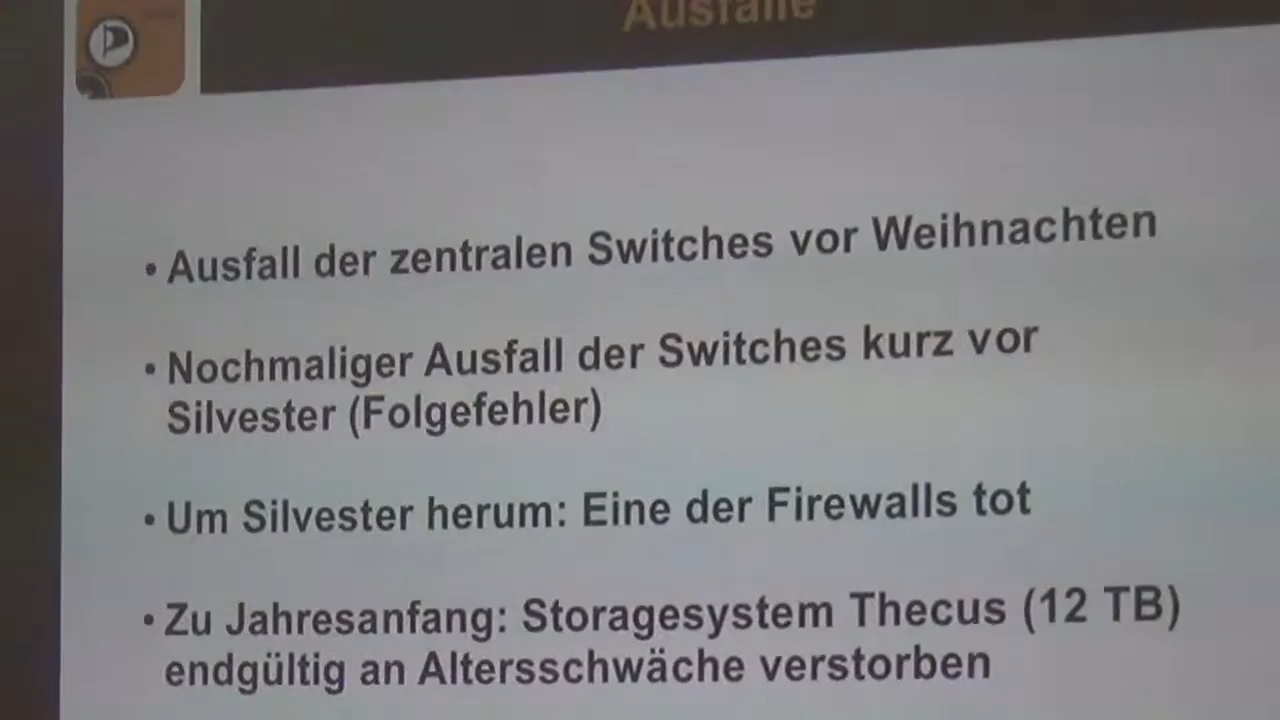 Ausfälle
• Ausfall der zentralen Switches vor Weihnachten
• Nochmaliger Ausfall der Switches kurz vor
Silvester (Folgefehler)
• Um Silvester herum: Eine der Firewalls tot
• Zu Jahresanfang: Storagesystem Thecus (12 TB)
endgültig an Altersschwäche verstorben